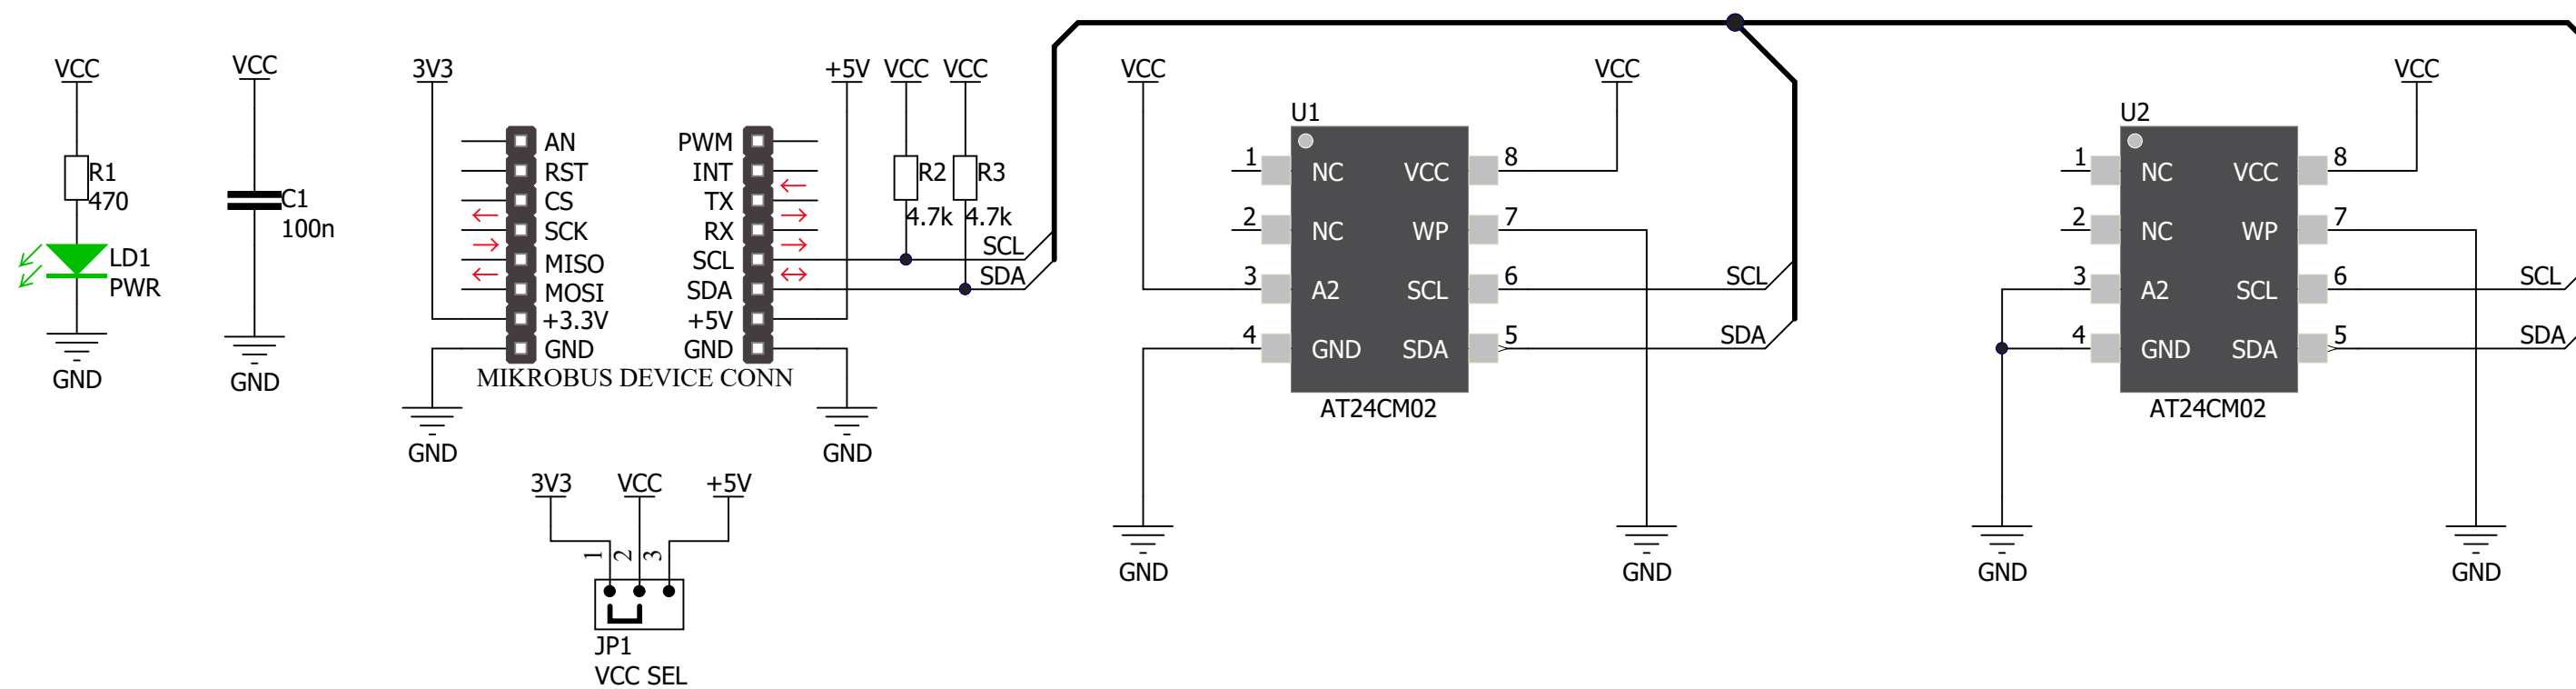 VCC
R1
470
LD1
PWR
GND
VCC
C1
100n
GND
3V3
+5V
VCC
VCC
AN
RST
CS
SCK
MISO
MOSI
+3.3V
GND
PWM
INT
TX
RX
SCL
SDA
+5V
GND
MIKROBUS DEVICE CONN
GND
GND
R2
4.7k
R3
4.7k
SCL
SDA
3V3
VCC
+5V
1
2
3
JP1
VCC SEL
VCC
VCC
U1
1
NC
VCC
8
2
NC
WP
7
3
A2
SCL
6
SCL
4
GND
SDA
5
SDA
AT24CM02
GND
GND
VCC
U2
1
NC
VCC
8
2
NC
WP
7
3
A2
SCL
6
SCL
4
GND
SDA
5
SDA
AT24CM02
GND
GND